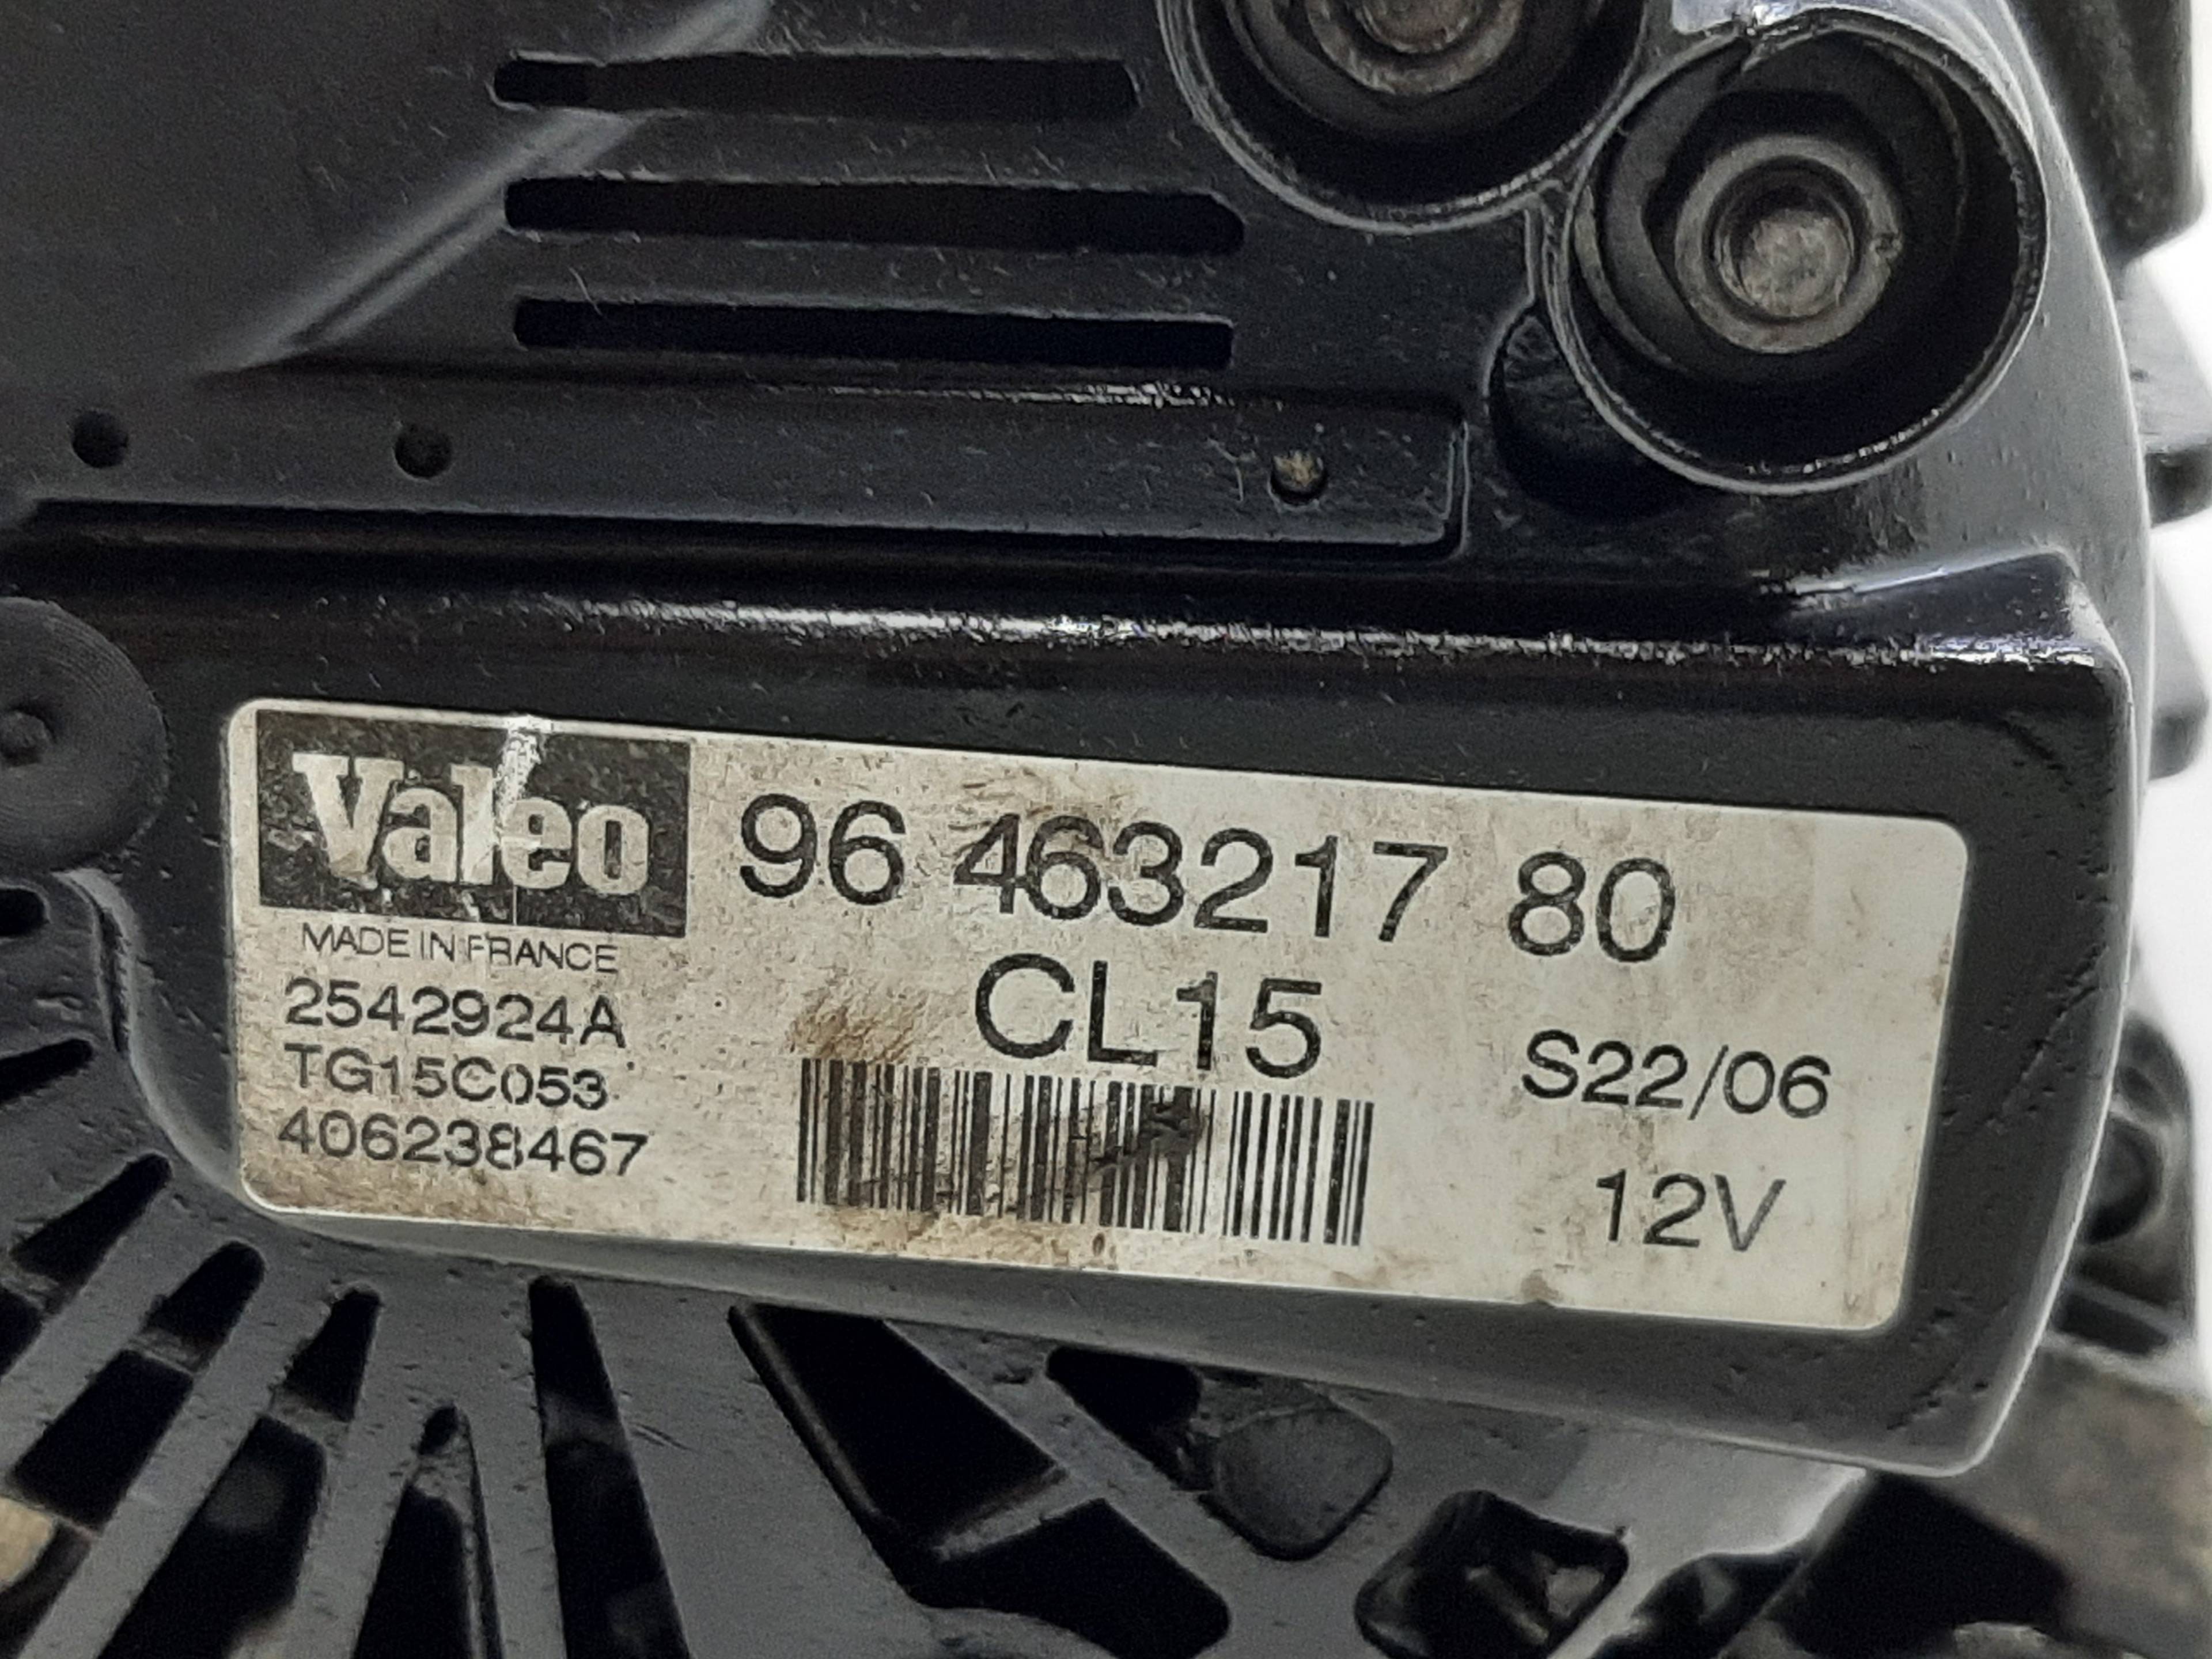 Valeo
MADE IN FRANCE
2542924A
TG15C053
406238467
96 463217 80
CL15
S22/06
12V